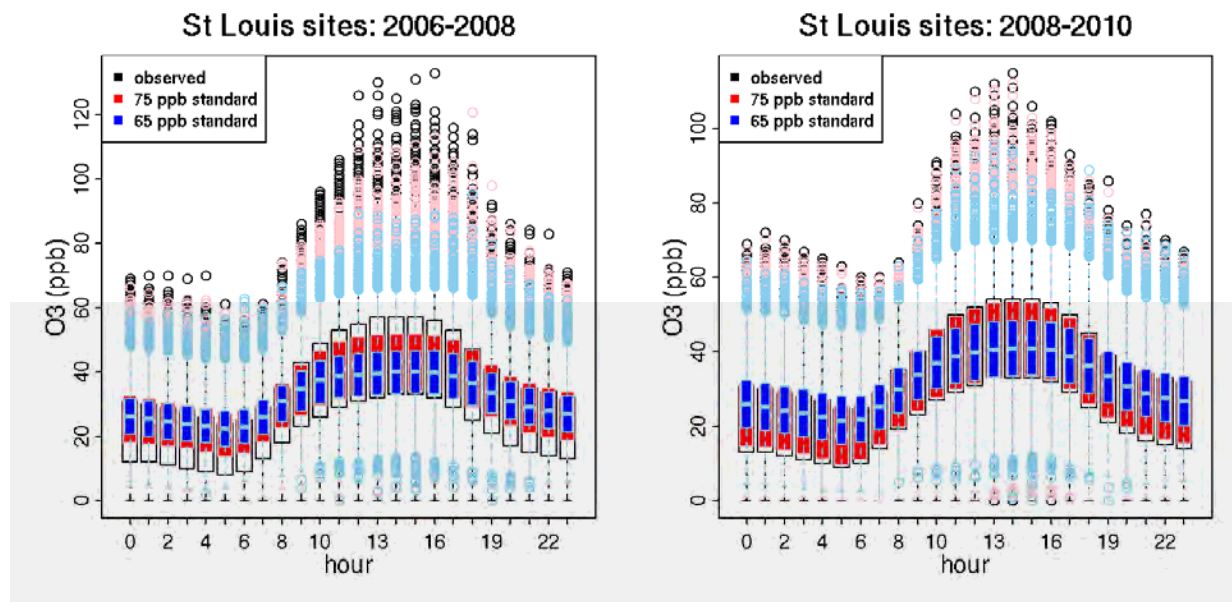 St Louis sites: 2006-2008
observed
75 ppb standard
65 ppb standard
O3 (ppb)
0 20 40 60 80 100 120
0 2 4 6 8 10 13 16 19 22
hour
St Louis sites: 2008-2010
observed
75 ppb standard
65 ppb standard
O3 (ppb)
0 20 40 60 80 100
0 2 4 6 8 10 13 16 19 22
hour